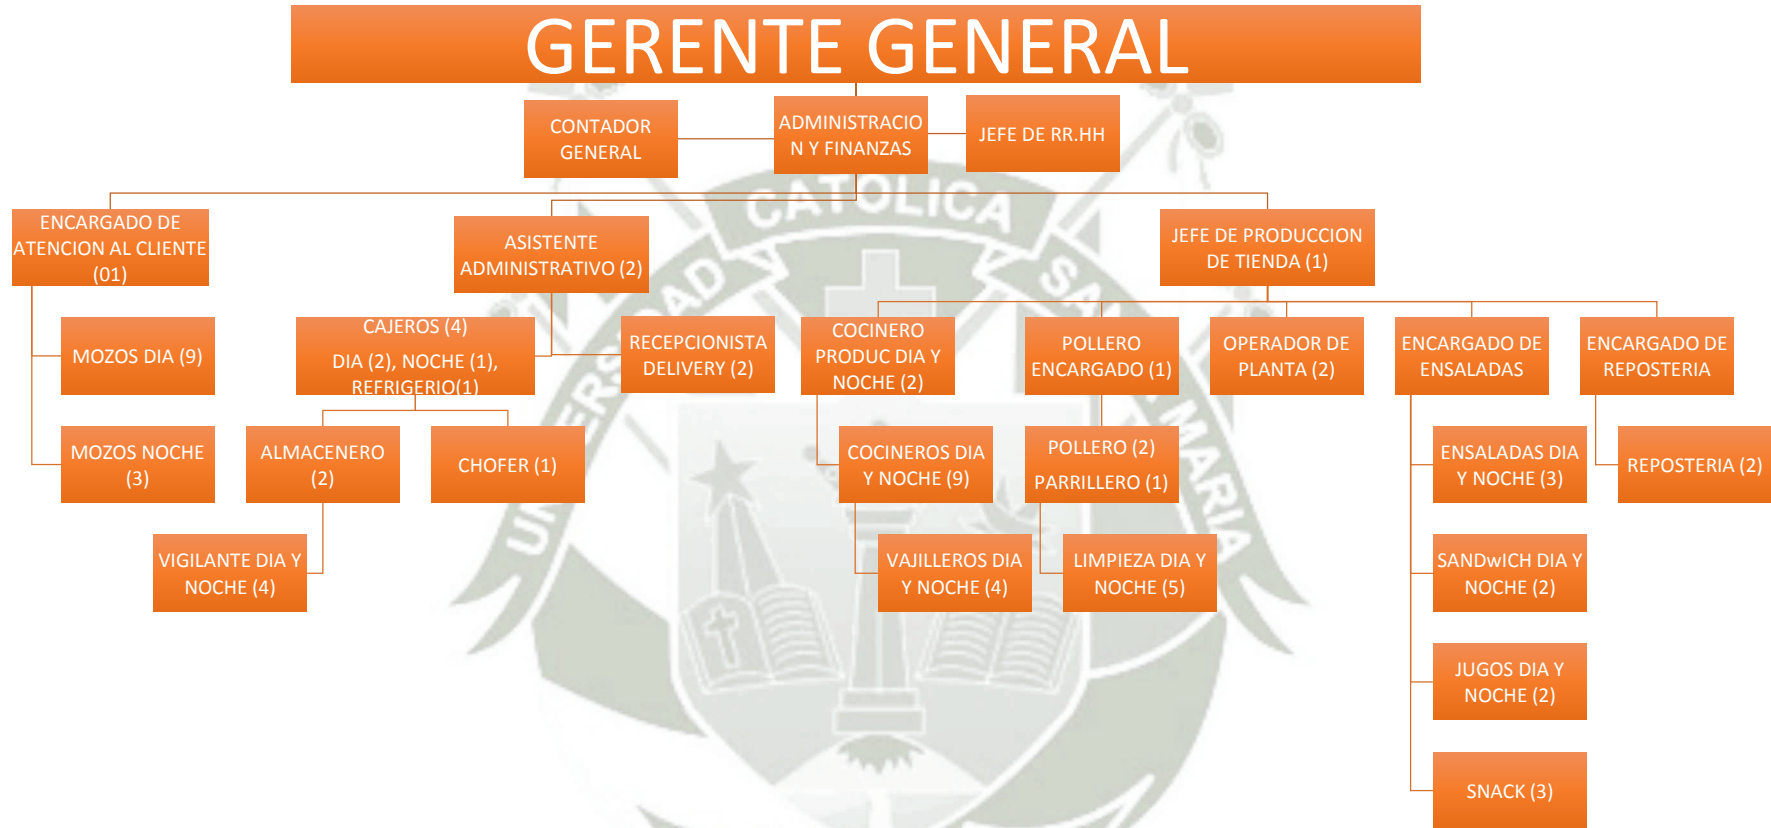 GERENTE GENERAL
CONTADOR
GENERAL
ADMINISTRACIO
N Y FINANZAS
JEFE DE RR.HH
ENCARGADO DE
ATENCION AL CLIENTE
(01)
ASISTENTE
ADMINISTRATIVO (2)
JEFE DE PRODUCCION
DE TIENDA (1)
MOZOS DIA (9)
CAJEROS (4)
DIA (2), NOCHE (1),
REFRIGERIO(1)
RECEPCIONISTA
DELIVERY (2)
COCINERO
PRODUC DIA Y
NOCHE (2)
POLLERO
ENCARGADO (1)
OPERADOR DE
PLANTA (2)
ENCARGADO DE
ENSALADAS
ENCARGADO DE
REPOSTERIA
MOZOS NOCHE
(3)
ALMACENERO
(2)
CHOFER (1)
COCINEROS DIA
Y NOCHE (9)
POLLERO (2)
PARRILLERO (1)
ENSALADAS DIA
Y NOCHE (3)
REPOSTERIA (2)
VIGILANTE DIA Y
NOCHE (4)
VAJILLEROS DIA
Y NOCHE (4)
LIMPIEZA DIA Y
NOCHE (5)
SANDwICH DIA Y
NOCHE (2)
JUGOS DIA Y
NOCHE (2)
SNACK (3)
CATOLICA
MARIA